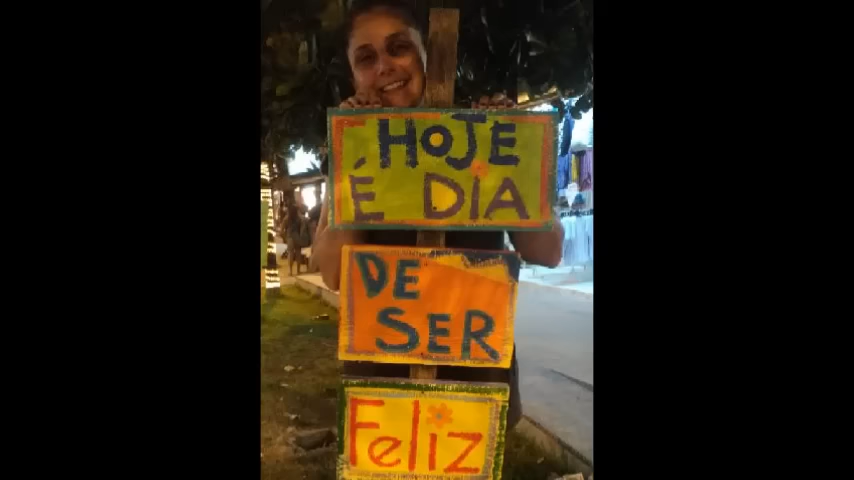 HOJE
É DIA
DE
SER
Feliz